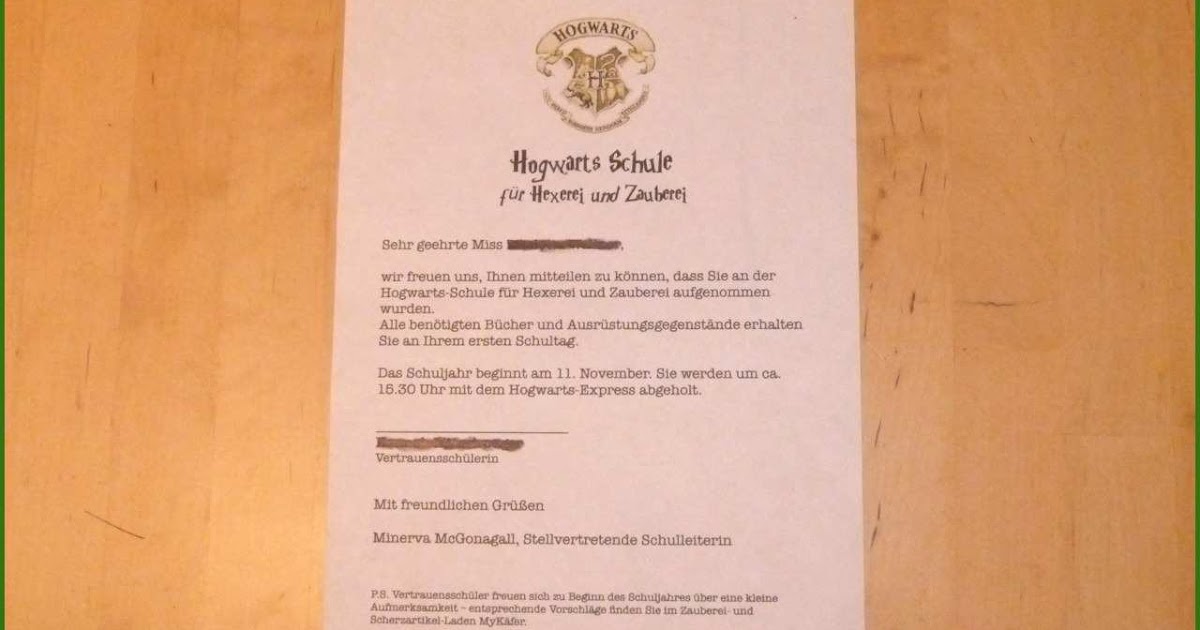 HOGWARTS
H
Hogwarts Schule
für Hexerei und Zauberei
Sehr geehrte Miss ,
wir freuen uns, Ihnen mitteilen zu können, dass Sie an der
Hogwarts-Schule für Hexerei und Zauberei aufgenommen
wurden.
Alle benötigten Bücher und Ausrüstungsgegenstände erhalten
Sie an Ihrem ersten Schultag.
Das Schuljahr beginnt am 11. November. Sie werden um ca.
15.30 Uhr mit dem Hogwarts-Express abgeholt.
Vertrauensschülerin
Mit freundlichen Grüßen
Minerva McGonagall, Stellvertretende Schulleiterin
P.S. Vertrauensschüler freuen sich zu Beginn des Schuljahres über eine kleine
Aufmerksamkeit – entsprechende Vorschläge finden Sie im Zauberei- und
Scherzartikel-Laden MyKäfer.